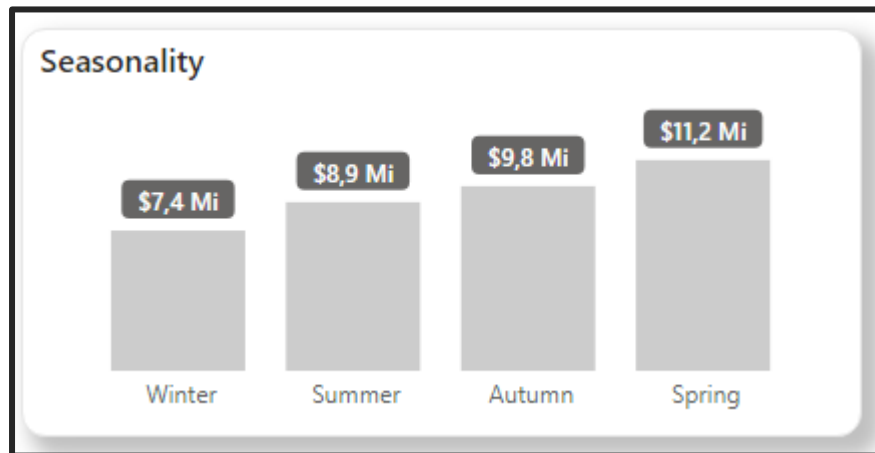 Seasonality
$7,4 Mi
$8,9 Mi
$9,8 Mi
$11,2 Mi
Winter Summer Autumn Spring